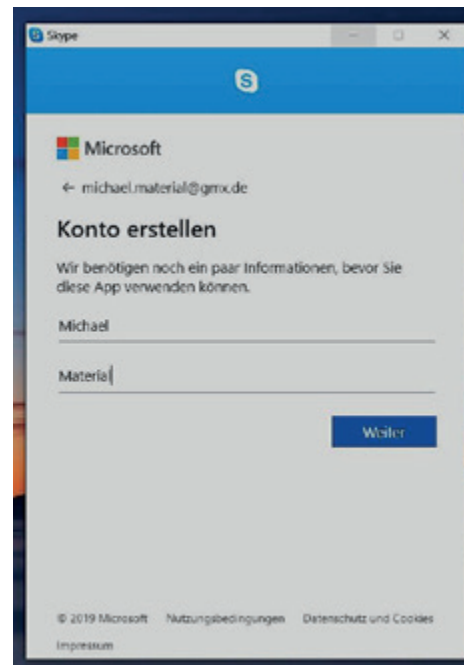 Skype
Microsoft
← michael.material@gmx.de
Konto erstellen
Wir benötigen noch ein paar Informationen, bevor Sie
diese App verwenden können.
Michael
Material
Weiter
© 2019 Microsoft Nutzungsbedingungen Datenschutz und Cookies
Impressum